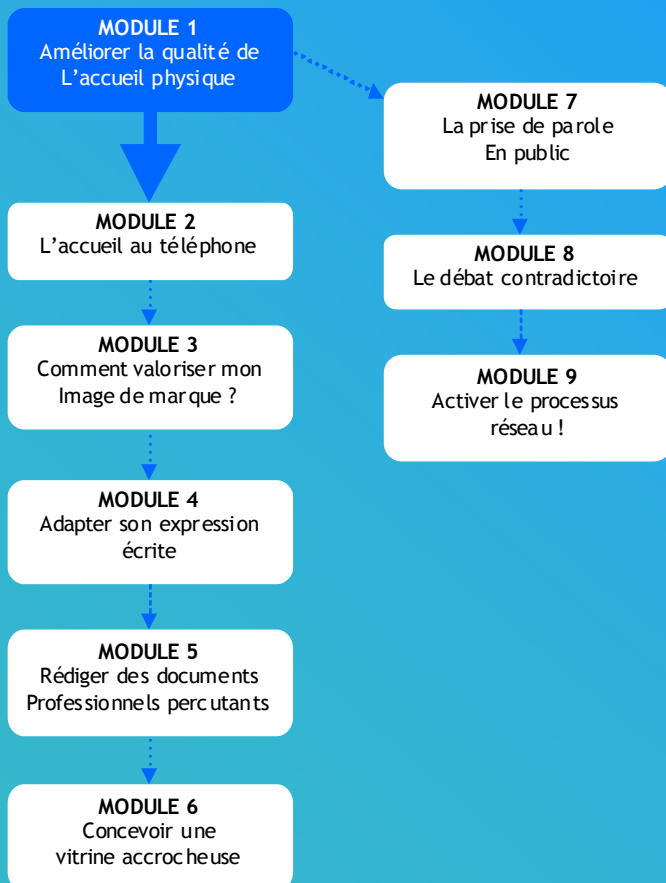 MODULE 1
Améliorer la qualité de
L'accueil physique
MODULE 2
L'accueil au téléphone
MODULE 3
Comment valoriser mon
Image de marque ?
MODULE 4
Adapter son expression
écrite
MODULE 5
Rédiger des documents
Professionnels percutants
MODULE 6
Concevoir une
vitrine accrocheuse
MODULE 7
La prise de parole
En public
MODULE 8
Le débat contradictoire
MODULE 9
Activer le processus
réseau !